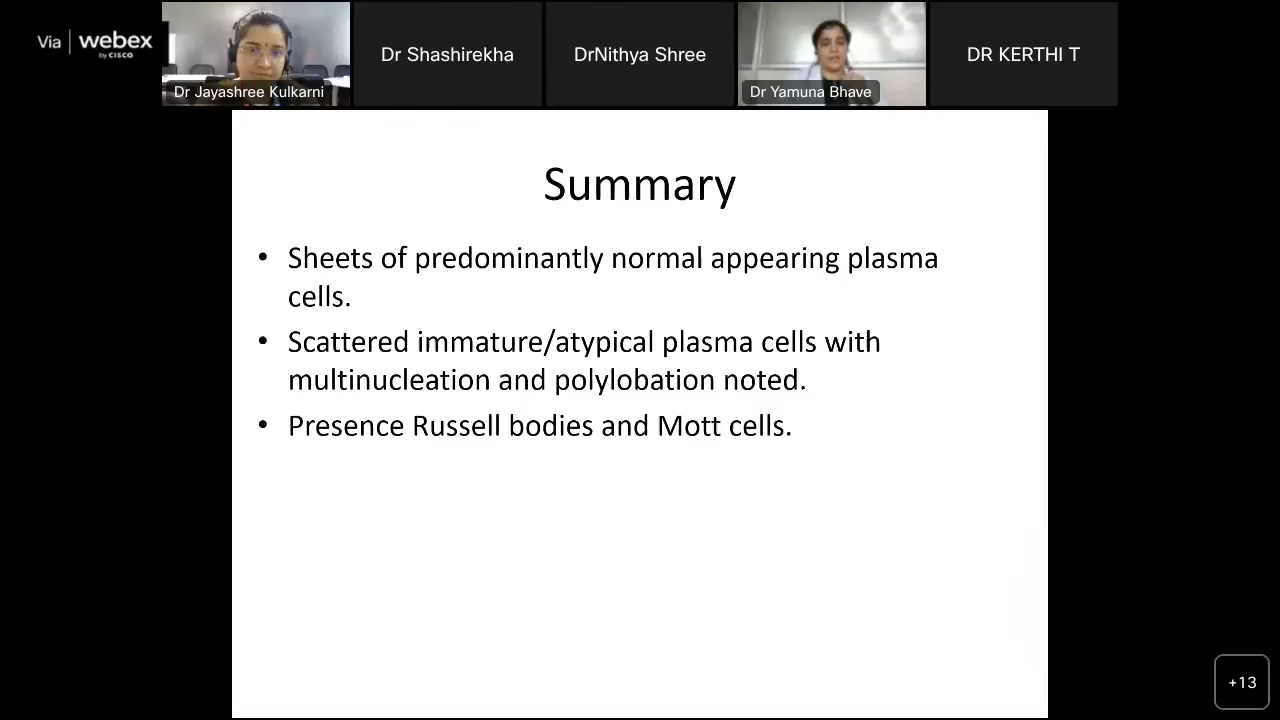 Via | webex
by CISCO
Dr Jayashree Kulkarni
Dr Shashirekha
DrNithya Shree
Dr Yamuna Bhave
DR KERTHI T
Summary
• Sheets of predominantly normal appearing plasma
cells.
• Scattered immature/atypical plasma cells with
multinucleation and polylobation noted.
• Presence Russell bodies and Mott cells.
+13